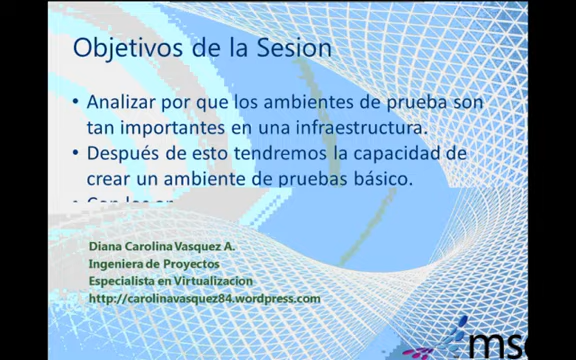 Objetivos de la Sesion
• Analizar por que los ambientes de prueba son
tan importantes en una infraestructura.
• Después de esto tendremos la capacidad de
crear un ambiente de pruebas básico.
Diana Carolina Vasquez A.
Ingeniera de Proyectos
Especialista en Virtualizacion
http://carolinavasquez84.wordpress.com